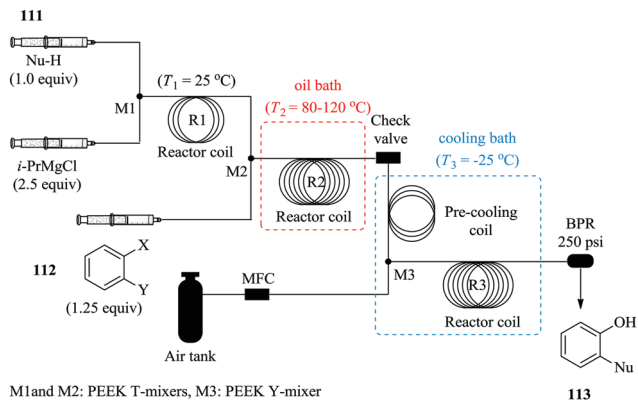 111
Nu-H
(1.0 equiv)
M1
(T1 = 25 °C)
R1
Reactor coil
i-PrMgCl
(2.5 equiv)
M2
oil bath
(T2 = 80-120 °C)
R2
Reactor coil
Check
valve
cooling bath
(T3 = -25 °C)
Pre-cooling
coil
M3
R3
Reactor coil
BPR
250 psi
112
X
Y
(1.25 equiv)
MFC
Air tank
OH
Nu
113
M1and M2: PEEK T-mixers, M3: PEEK Y-mixer